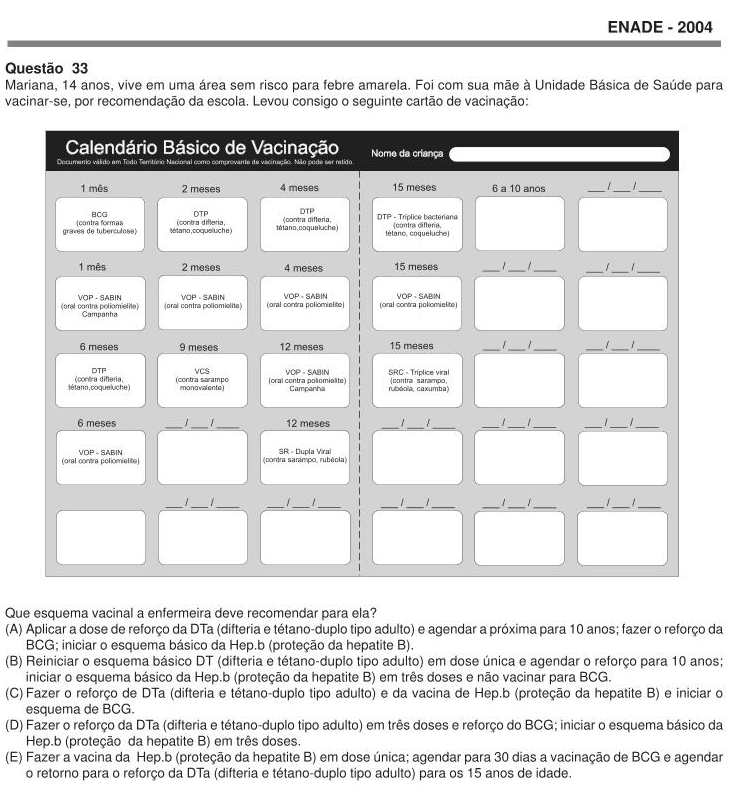 ENADE - 2004
Questão 33
Mariana, 14 anos, vive em uma área sem risco para febre amarela. Foi com sua mãe à Unidade Básica de Saúde para
vacinar-se, por recomendação da escola. Levou consigo o seguinte cartão de vacinação:
Calendário Básico de Vacinação
Documento válido em Todo Território Nacional como comprovante de vacinação. Não pode ser retido.
Nome da criança
1 mês 2 meses 4 meses 15 meses 6 a 10 anos ___/___/____
BCG
(contra formas
graves de tuberculose)
DTP
(contra difteria,
tétano,coqueluche)
DTP
(contra difteria,
tétano,coqueluche)
DTP - Tríplice bacteriana
(contra difteria,
tétano, coqueluche)
1 mês 2 meses 4 meses 15 meses ___/___/____ ___/___/____
VOP - SABIN
(oral contra poliomielite)
Campanha
VOP - SABIN
(oral contra poliomielite)
VOP - SABIN
(oral contra poliomielite)
VOP - SABIN
(oral contra poliomielite)
6 meses 9 meses 12 meses 15 meses ___/___/____ ___/___/____
DTP
(contra difteria,
tétano,coqueluche)
VCS
(contra sarampo
monovalente)
VOP - SABIN
(oral contra poliomielite)
Campanha
SRC - Tríplice viral
(contra sarampo,
rubéola, caxumba)
6 meses ___/___/____ 12 meses ___/___/____ ___/___/____ ___/___/____
VOP - SABIN
(oral contra poliomielite)
SR - Dupla Viral
(contra sarampo, rubéola)
___/___/____ ___/___/____ ___/___/____ ___/___/____ ___/___/____
Que esquema vacinal a enfermeira deve recomendar para ela?
(A) Aplicar a dose de reforço da DTa (difteria e tétano-duplo tipo adulto) e agendar a próxima para 10 anos; fazer o reforço da
BCG; iniciar o esquema básico da Hep.b (proteção da hepatite B).
(B) Reiniciar o esquema básico DT (difteria e tétano-duplo tipo adulto) em dose única e agendar o reforço para 10 anos;
iniciar o esquema básico da Hep.b (proteção da hepatite B) em três doses e não vacinar para BCG.
(C) Fazer o reforço de DTa (difteria e tétano-duplo tipo adulto) e da vacina de Hep.b (proteção da hepatite B) e iniciar o
esquema de BCG.
(D) Fazer o reforço da DTa (difteria e tétano-duplo tipo adulto) em três doses e reforço do BCG; iniciar o esquema básico da
Hep.b (proteção da hepatite B) em três doses.
(E) Fazer a vacina da Hep.b (proteção da hepatite B) em dose única; agendar para 30 dias a vacinação de BCG e agendar
o retorno para o reforço da DTa (difteria e tétano-duplo tipo adulto) para os 15 anos de idade.